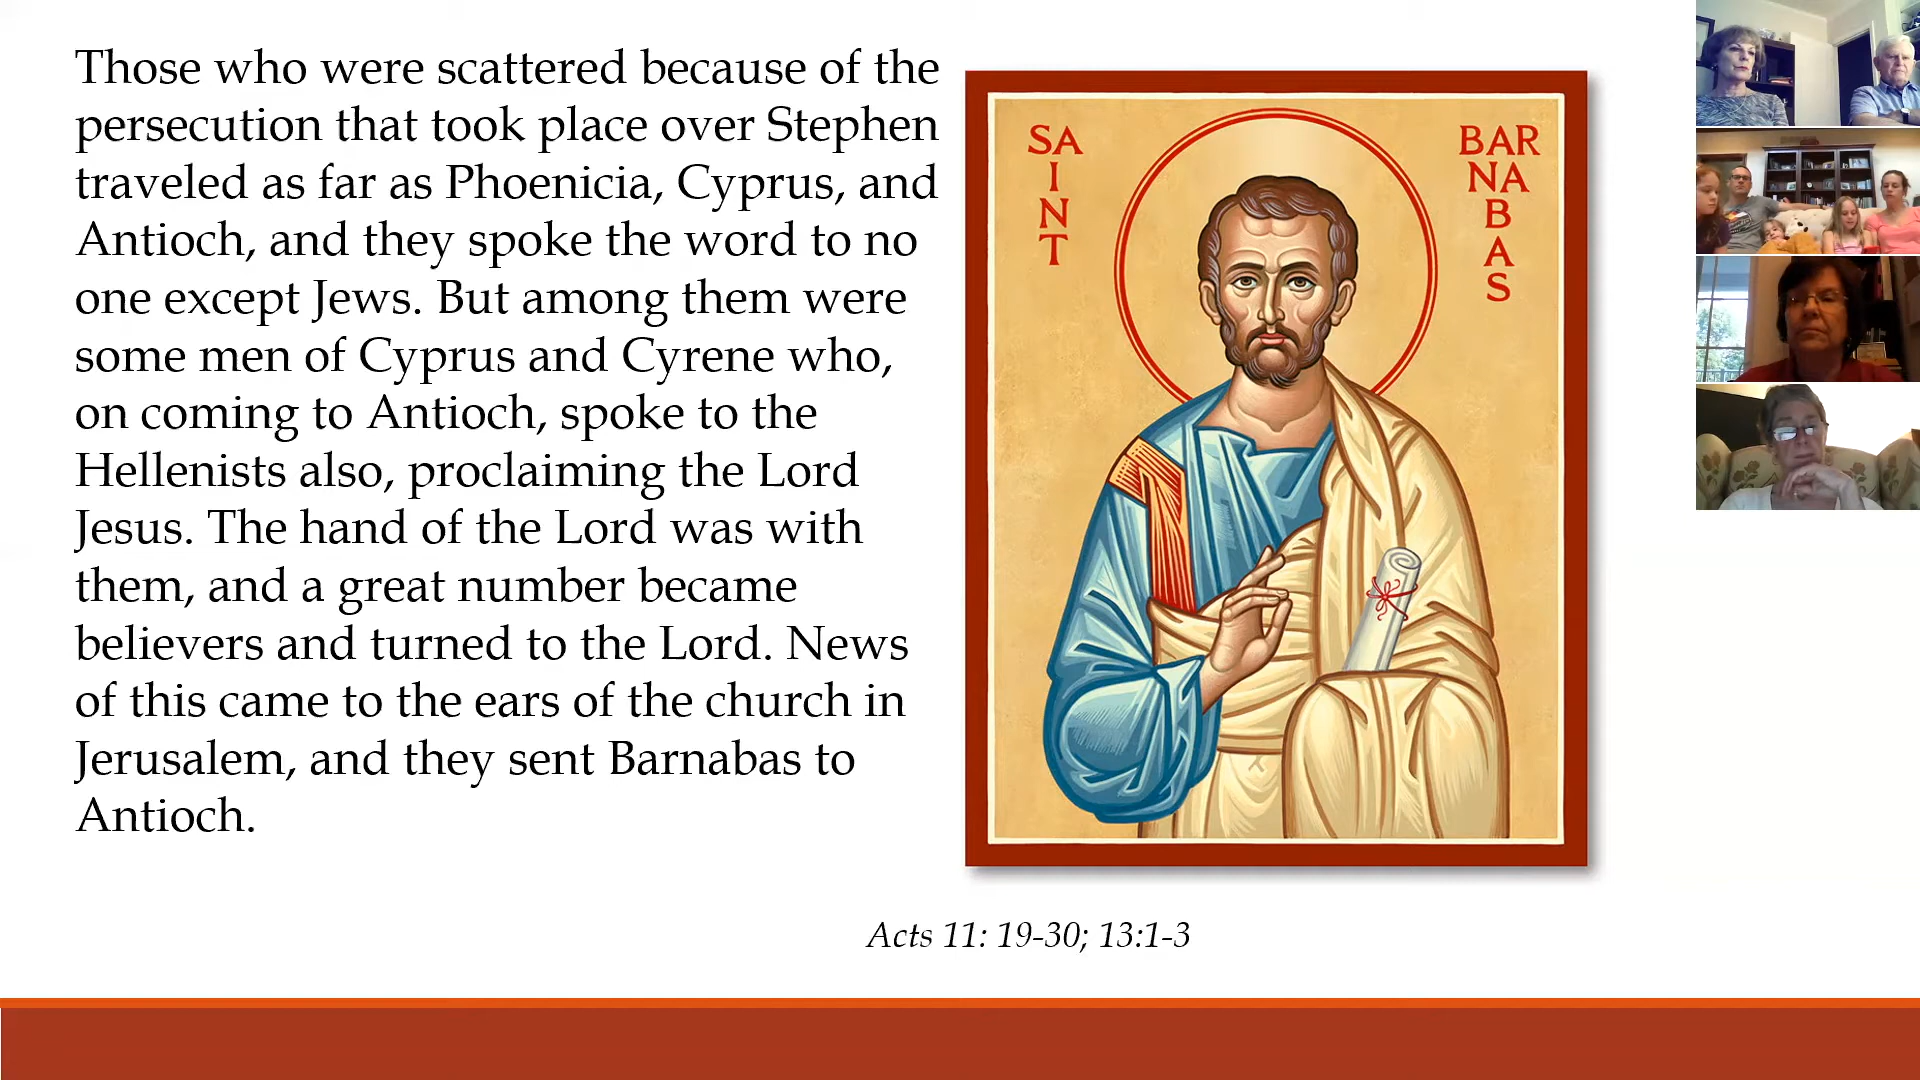 Those who were scattered because of the
persecution that took place over Stephen
traveled as far as Phoenicia, Cyprus, and
Antioch, and they spoke the word to no
one except Jews. But among them were
some men of Cyprus and Cyrene who,
on coming to Antioch, spoke to the
Hellenists also, proclaiming the Lord
Jesus. The hand of the Lord was with
them, and a great number became
believers and turned to the Lord. News
of this came to the ears of the church in
Jerusalem, and they sent Barnabas to
Antioch.
SA
I
N
T
BAR
NA
B
A
S
Acts 11: 19-30; 13:1-3